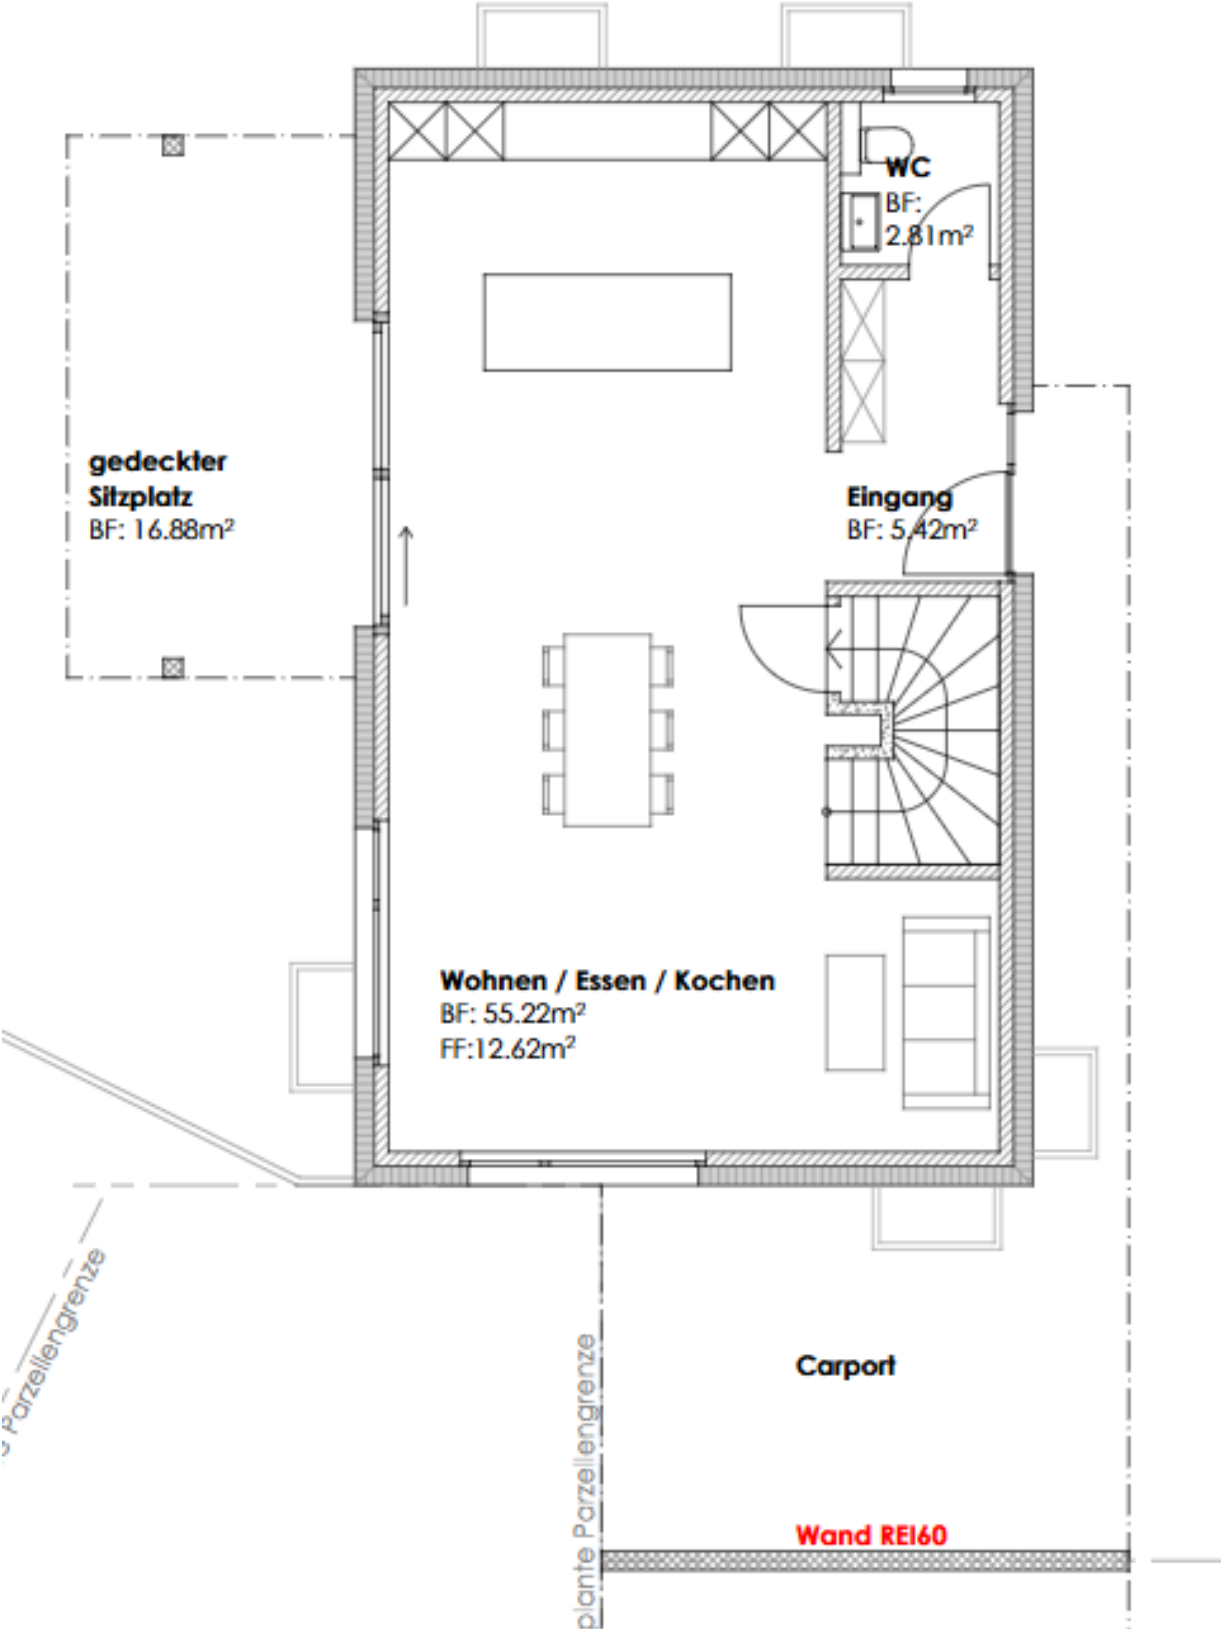 WC
BF:
2.81m²
gedeckter
Sitzplatz
BF: 16.88m²
Eingang
BF: 5.42m²
Wohnen / Essen / Kochen
BF: 55.22m²
FF:12.62m²
Parzellengrenze
plante Parzellengrenze
Carport
Wand REI60